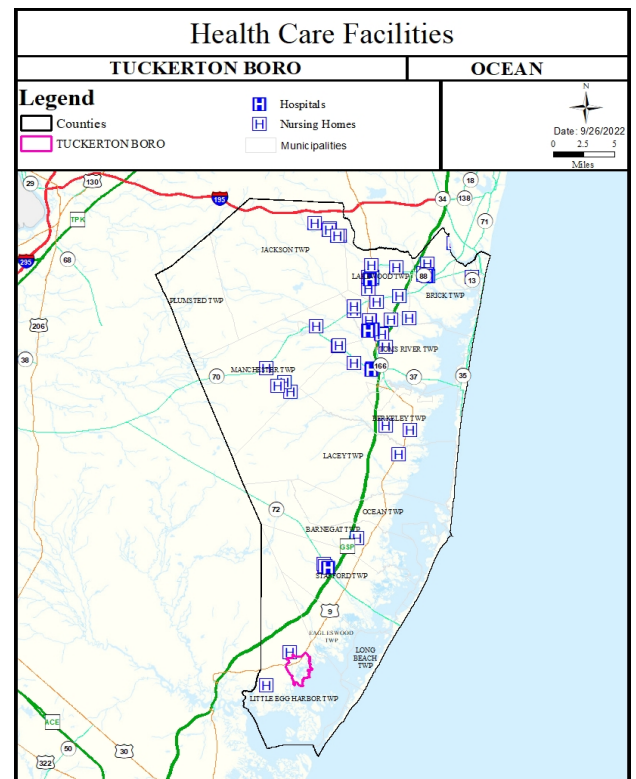 Health Care Facilities
TUCKERTON BORO
OCEAN
Legend
Counties
TUCKERTON BORO
H Hospitals
H Nursing Homes
Municipalities
N
Date: 9/26/2022
0 2.5 5
Miles
29
130
18
195
34
138
TPK
71
JACKSON TWP
295
68
LAKEWOOD TWP
88
13
PLUMSTED TWP
BRICK TWP
206
TOMS RIVER TWP
38
MANCHESTER TWP
166
70
37
35
BERKELEY TWP
LACEY TWP
72
OCEAN TWP
BARNEGAT TWP
GSP
STAFFORD TWP
9
EAGLESWOOD
TWP
LONG
BEACH
TWP
LITTLE EGG HARBOR TWP
ACE
50
30
322